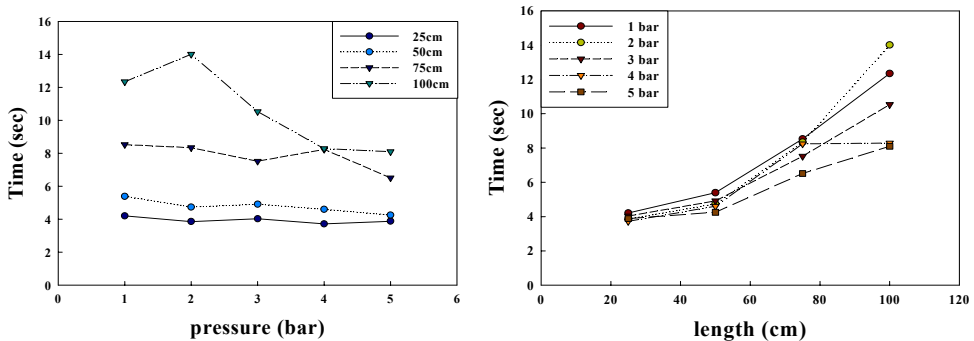 16
14
12
10
8
6
4
2
0
Time (sec)
25cm
50cm
75cm
100cm
0 1 2 3 4 5 6
pressure (bar)
16
14
12
10
8
6
4
2
0
Time (sec)
1 bar
2 bar
3 bar
4 bar
5 bar
0 20 40 60 80 100 120
length (cm)